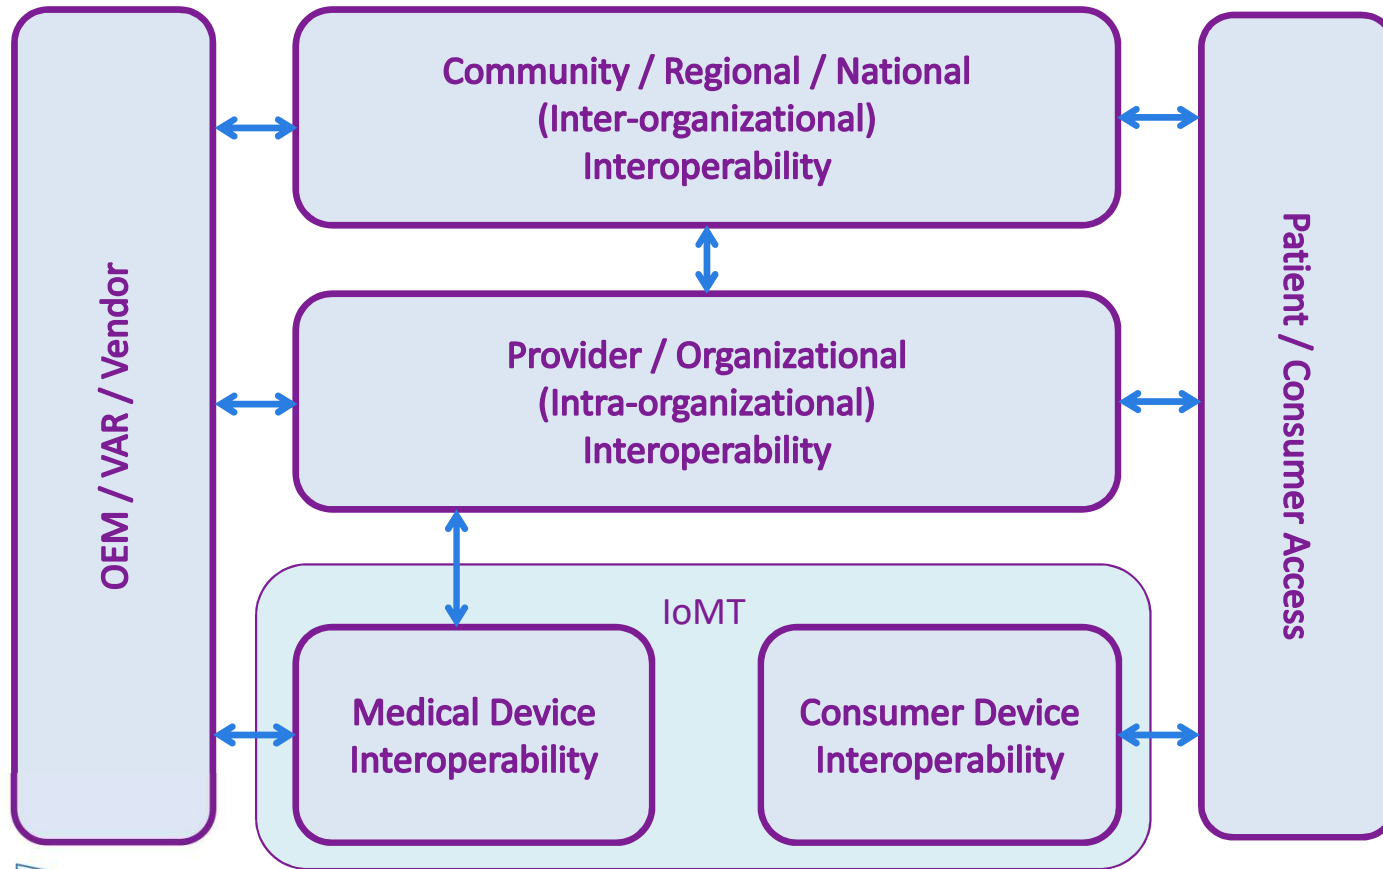 OEM / VAR / Vendor
Community / Regional / National
(Inter-organizational)
Interoperability
Provider / Organizational
(Intra-organizational)
Interoperability
IoMT
Medical Device
Interoperability
Consumer Device
Interoperability
Patient / Consumer Access